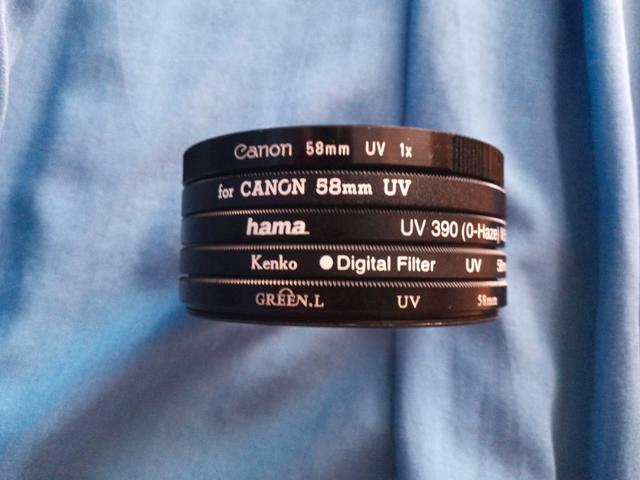 Canon 58mm UV 1x
for CANON 58mm UV
hama UV 390 (O-Haze)
Kenko Digital Filter UV
GREEN.L UV 58mm